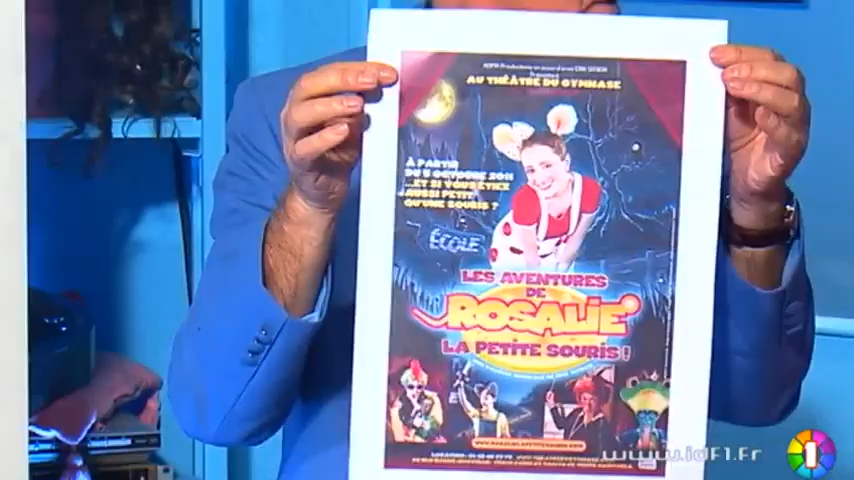 AU THÉÂTRE DU GYMNASE
À PARTIR
DU 5 OCTOBRE 2011
...ET SI VOUS ÉTIEZ
AUSSI PETIT
QU'UNE SOURIS ?
ÉCOLE
LES AVENTURES
DE
ROSALIE
LA PETITE SOURIS !
www.idF1.Fr
1